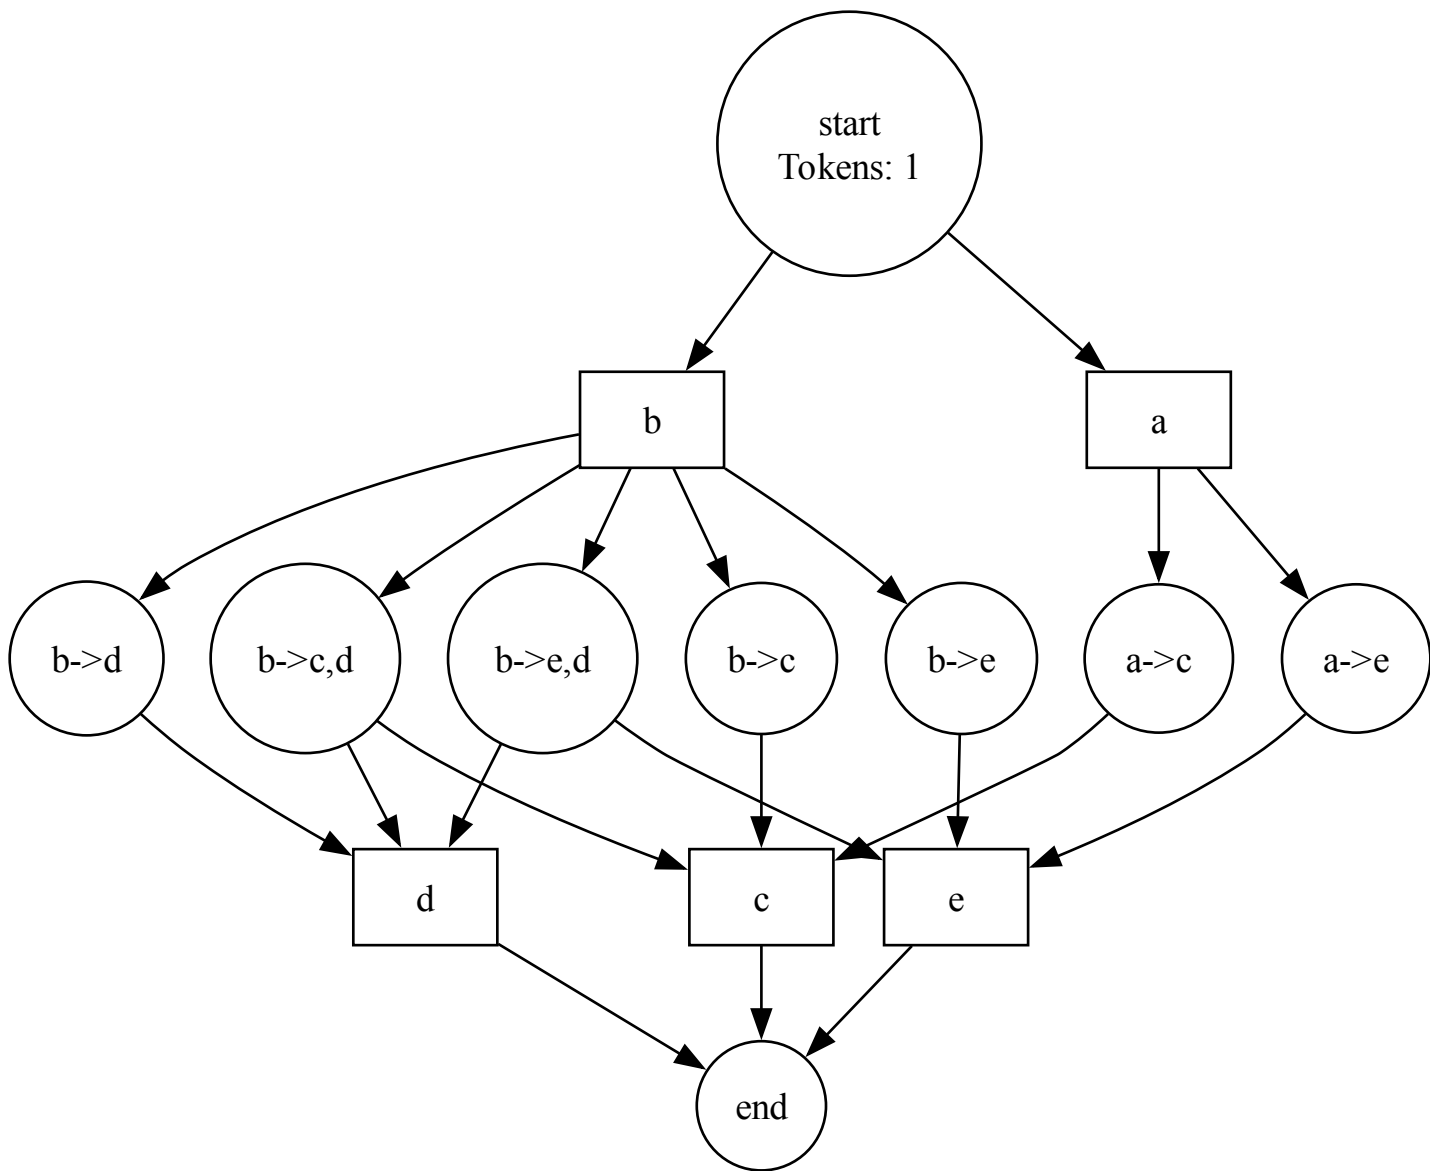 start
Tokens: 1
b
a
b->d
b->c,d
b->e,d
b->c
b->e
a->c
a->e
d
c
e
end